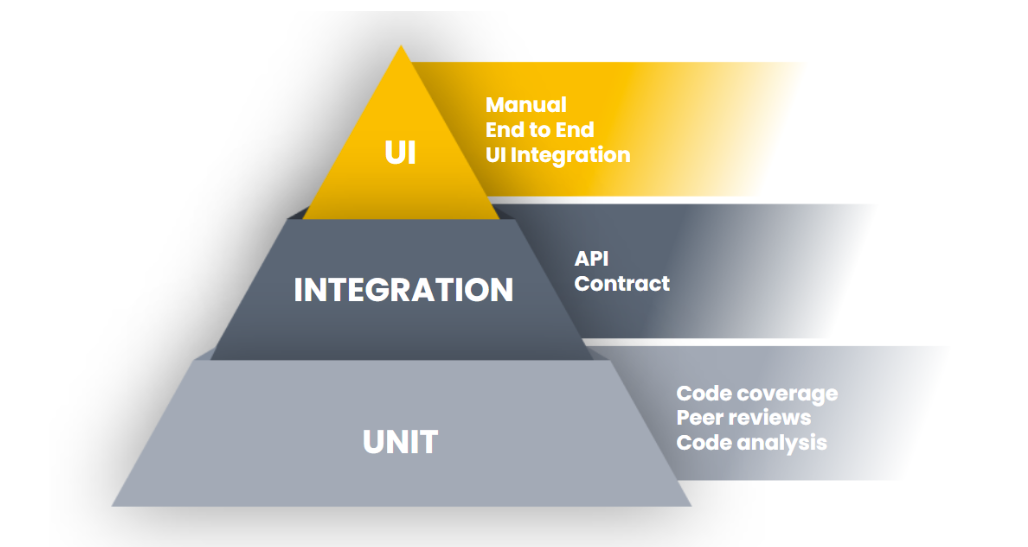 UI
Manual
End to End
UI Integration
INTEGRATION
API
Contract
UNIT
Code coverage
Peer reviews
Code analysis